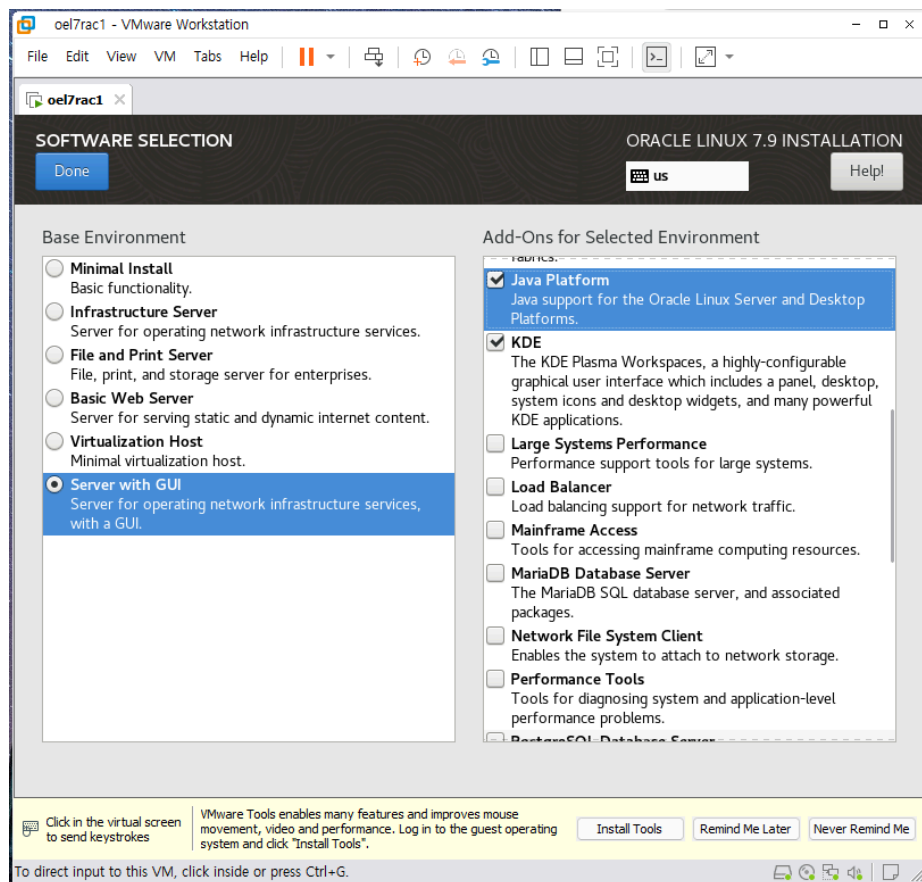 oel7rac1 - VMware Workstation
File Edit View VM Tabs Help
oel7rac1
SOFTWARE SELECTION
ORACLE LINUX 7.9 INSTALLATION
Done
us
Help!
Base Environment
Minimal Install
Basic functionality.
Infrastructure Server
Server for operating network infrastructure services.
File and Print Server
File, print, and storage server for enterprises.
Basic Web Server
Server for serving static and dynamic internet content.
Virtualization Host
Minimal virtualization host.
Server with GUI
Server for operating network infrastructure services,
with a GUI.
Add-Ons for Selected Environment
fabrics.
Java Platform
Java support for the Oracle Linux Server and Desktop
Platforms.
KDE
The KDE Plasma Workspaces, a highly-configurable
graphical user interface which includes a panel, desktop,
system icons and desktop widgets, and many powerful
KDE applications.
Large Systems Performance
Performance support tools for large systems.
Load Balancer
Load balancing support for network traffic.
Mainframe Access
Tools for accessing mainframe computing resources.
MariaDB Database Server
The MariaDB SQL database server, and associated
packages.
Network File System Client
Enables the system to attach to network storage.
Performance Tools
Tools for diagnosing system and application-level
performance problems.
PostgreSQL Database Server
Click in the virtual screen
to send keystrokes
VMware Tools enables many features and improves mouse
movement, video and performance. Log in to the guest operating
system and click "Install Tools".
Install Tools
Remind Me Later
Never Remind Me
To direct input to this VM, click inside or press Ctrl+G.